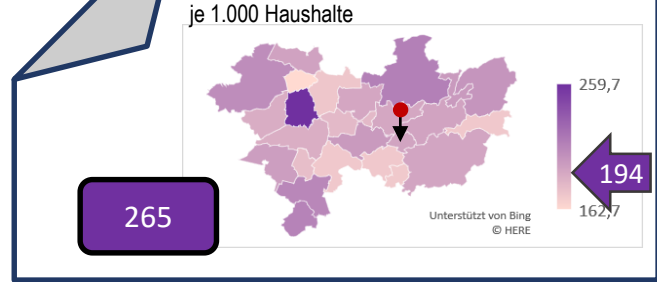 je 1.000 Haushalte
259,7
194
162,7
265
Unterstützt von Bing
© HERE